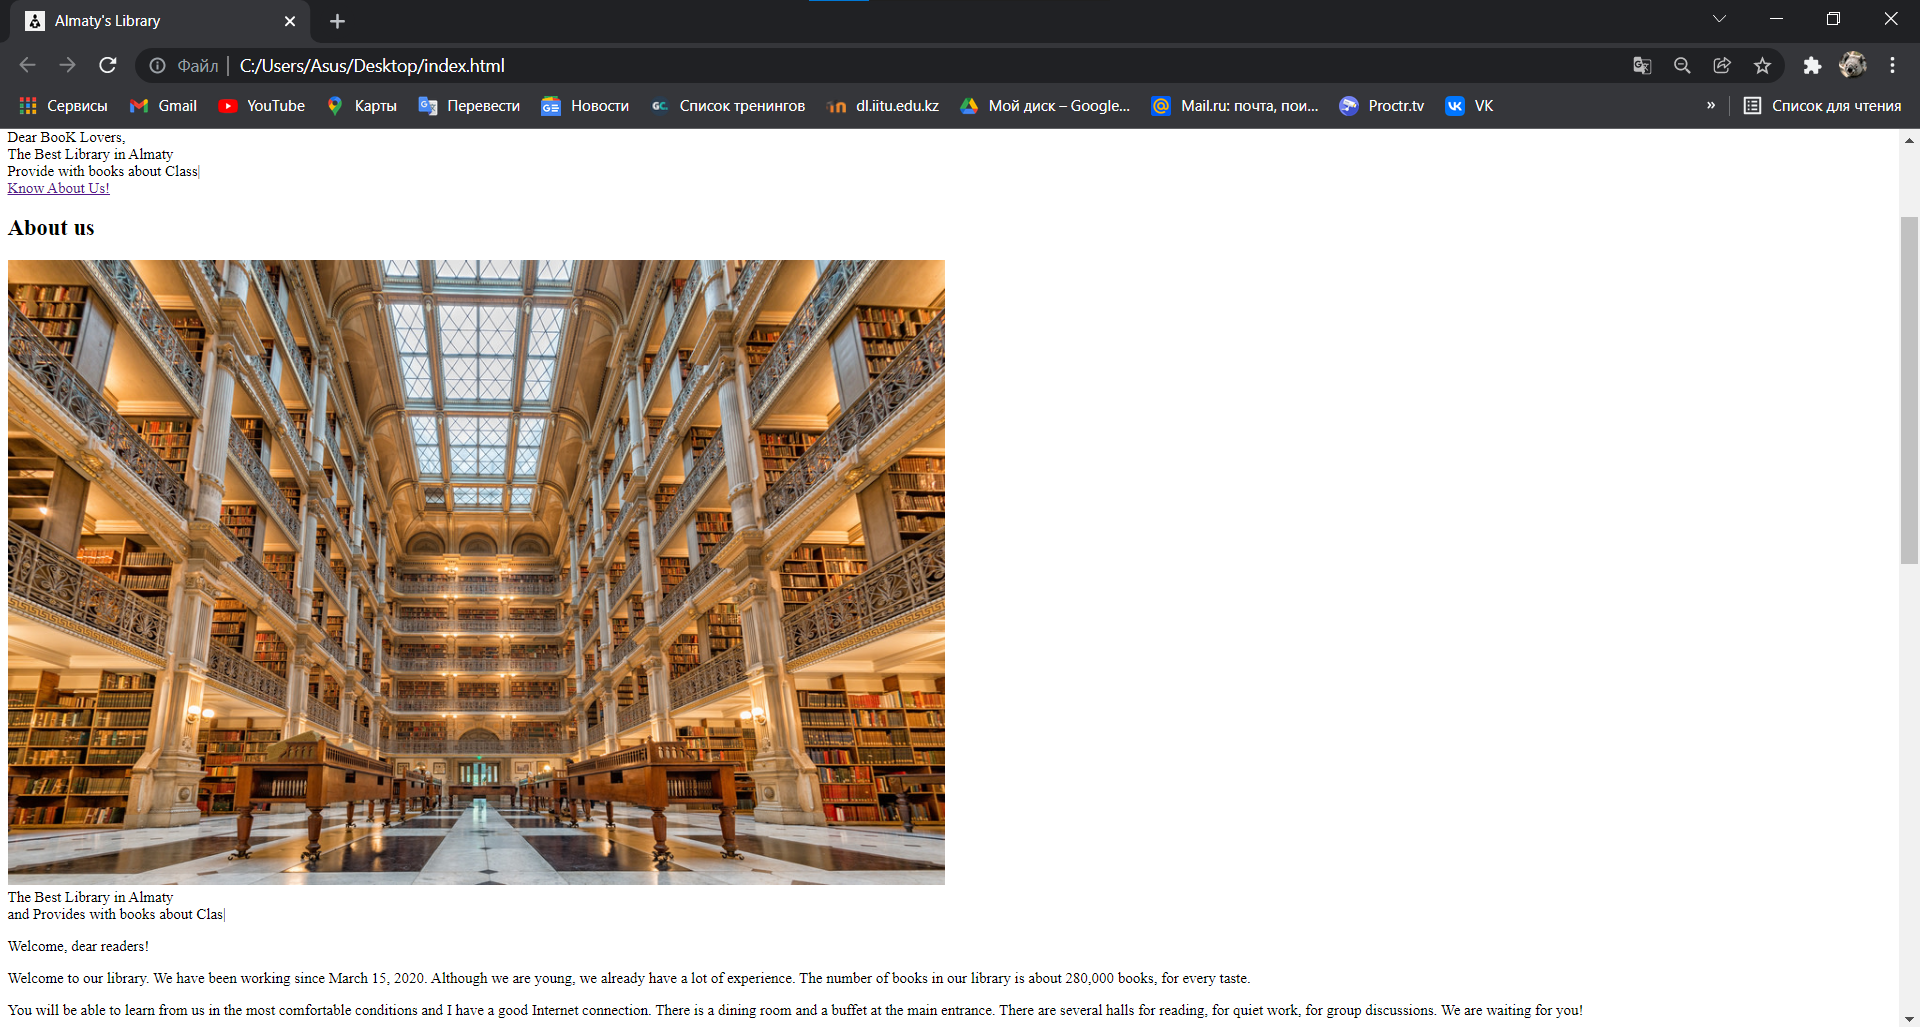 Almaty's Library
Файл | C:/Users/Asus/Desktop/index.html
Сервисы Gmail YouTube Карты Перевести Новости GC Список тренингов dl.iitu.edu.kz Мой диск – Google... Mail.ru: почта, пои... Proctr.tv VK » Список для чтения
Dear BooK Lovers,
The Best Library in Almaty
Provide with books about Class|
Know About Us!
About us
The Best Library in Almaty
and Provides with books about Clas|
Welcome, dear readers!
Welcome to our library. We have been working since March 15, 2020. Although we are young, we already have a lot of experience. The number of books in our library is about 280,000 books, for every taste.
You will be able to learn from us in the most comfortable conditions and I have a good Internet connection. There is a dining room and a buffet at the main entrance. There are several halls for reading, for quiet work, for group discussions. We are waiting for you!